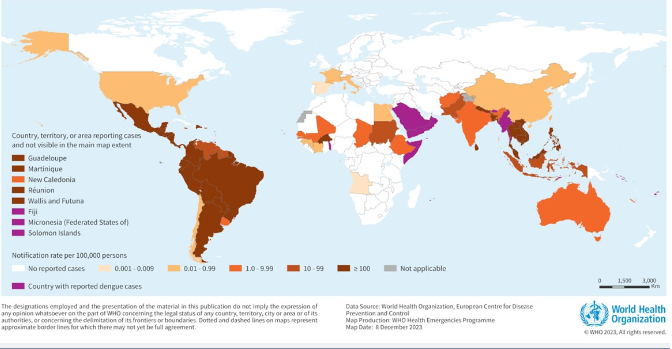 Country, territory, or area reporting cases
and not visible in the main map extent
Guadeloupe
Martinique
New Caledonia
Réunion
Wallis and Futuna
Fiji
Micronesia (Federated States of)
Solomon Islands
Notification rate per 100,000 persons
No reported cases
0.001 - 0.009
0.01 - 0.99
1.0 - 9.99
10 - 99
≥ 100
Not applicable
Country with reported dengue cases
0 1,500 3,000
Km
The designations employed and the presentation of the material in this publication do not imply the expression of
any opinion whatsoever on the part of WHO concerning the legal status of any country, territory, city or area or of its
authorities, or concerning the delimitation of its frontiers or boundaries. Dotted and dashed lines on maps represent
approximate border lines for which there may not yet be full agreement.
Data Source: World Health Organization, European Centre for Disease
Prevention and Control
Map Production: WHO Health Emergencies Programme
Map Date: 8 December 2023
World Health
Organization
© WHO 2023, All rights reserved.